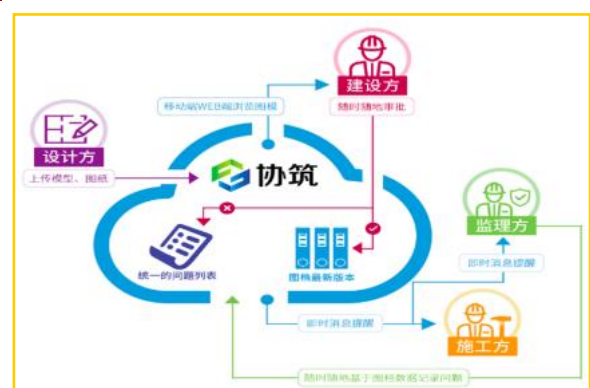 建设方
移动端WEB端浏览图模
随时随地审批
设计方
上传模型、图纸
协筑
监理方
统一的问题列表
图档最新版本
即时消息提醒
即时消息提醒
施工方
随时随地基于图档数据记录问题